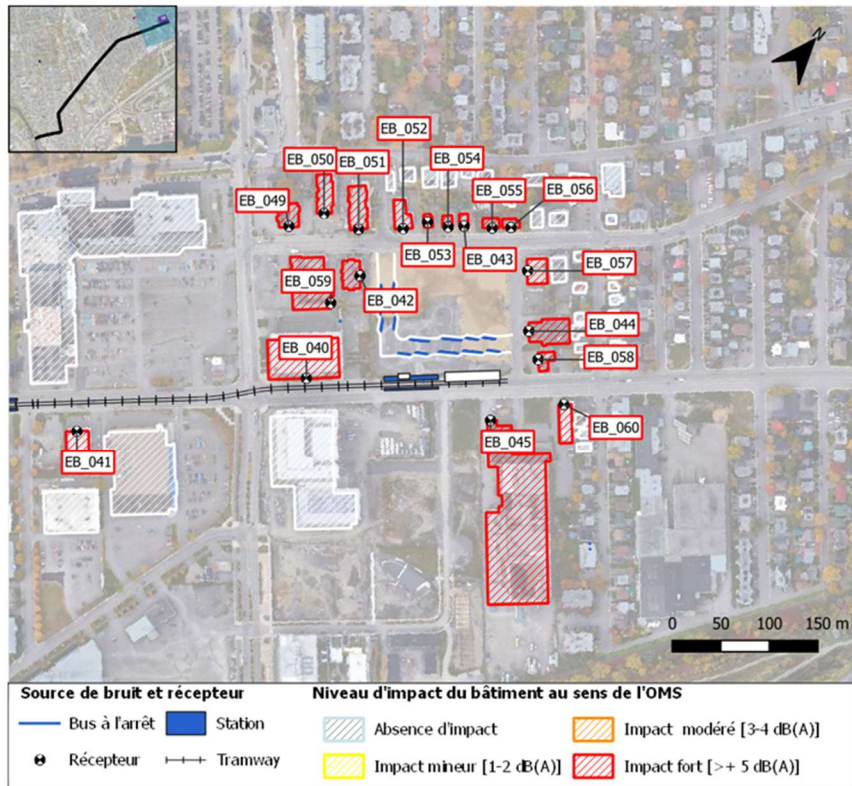 N
EB_052
EB_050
EB_051
EB_054
EB_055
EB_056
EB_049
EB_053
EB_043
EB_057
EB_059
EB_042
EB_044
EB_040
EB_058
EB_060
EB_045
EB_041
0 50 100 150 m
Source de bruit et récepteur
Niveau d'impact du bâtiment au sens de l'OMS
Bus à l'arrêt
Station
Absence d'impact
Impact modéré [3-4 dB(A)]
Récepteur
Tramway
Impact mineur [1-2 dB(A)]
Impact fort [>+ 5 dB(A)]